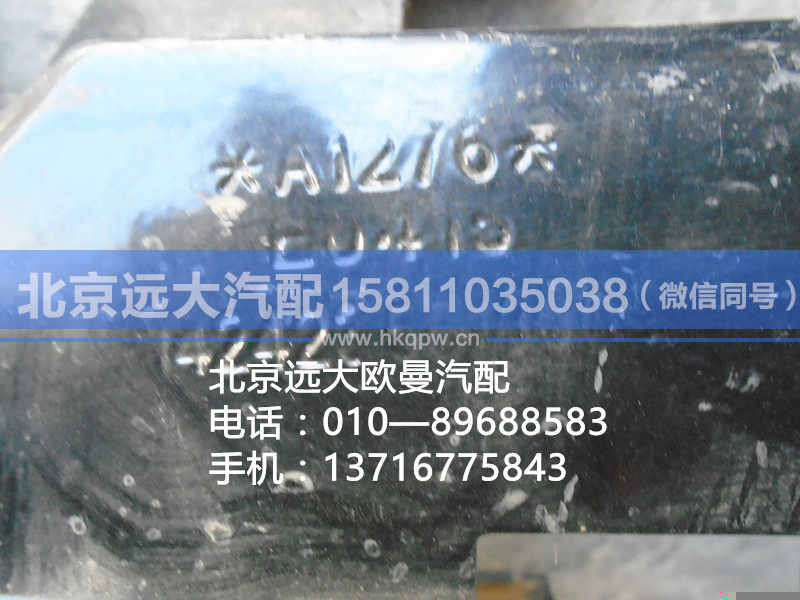 *A1276*
北京远大汽配 15811035038（微信同号）
www.hkqpw.cn
北京远大欧曼汽配
电话：010—89688583
手机：13716775843